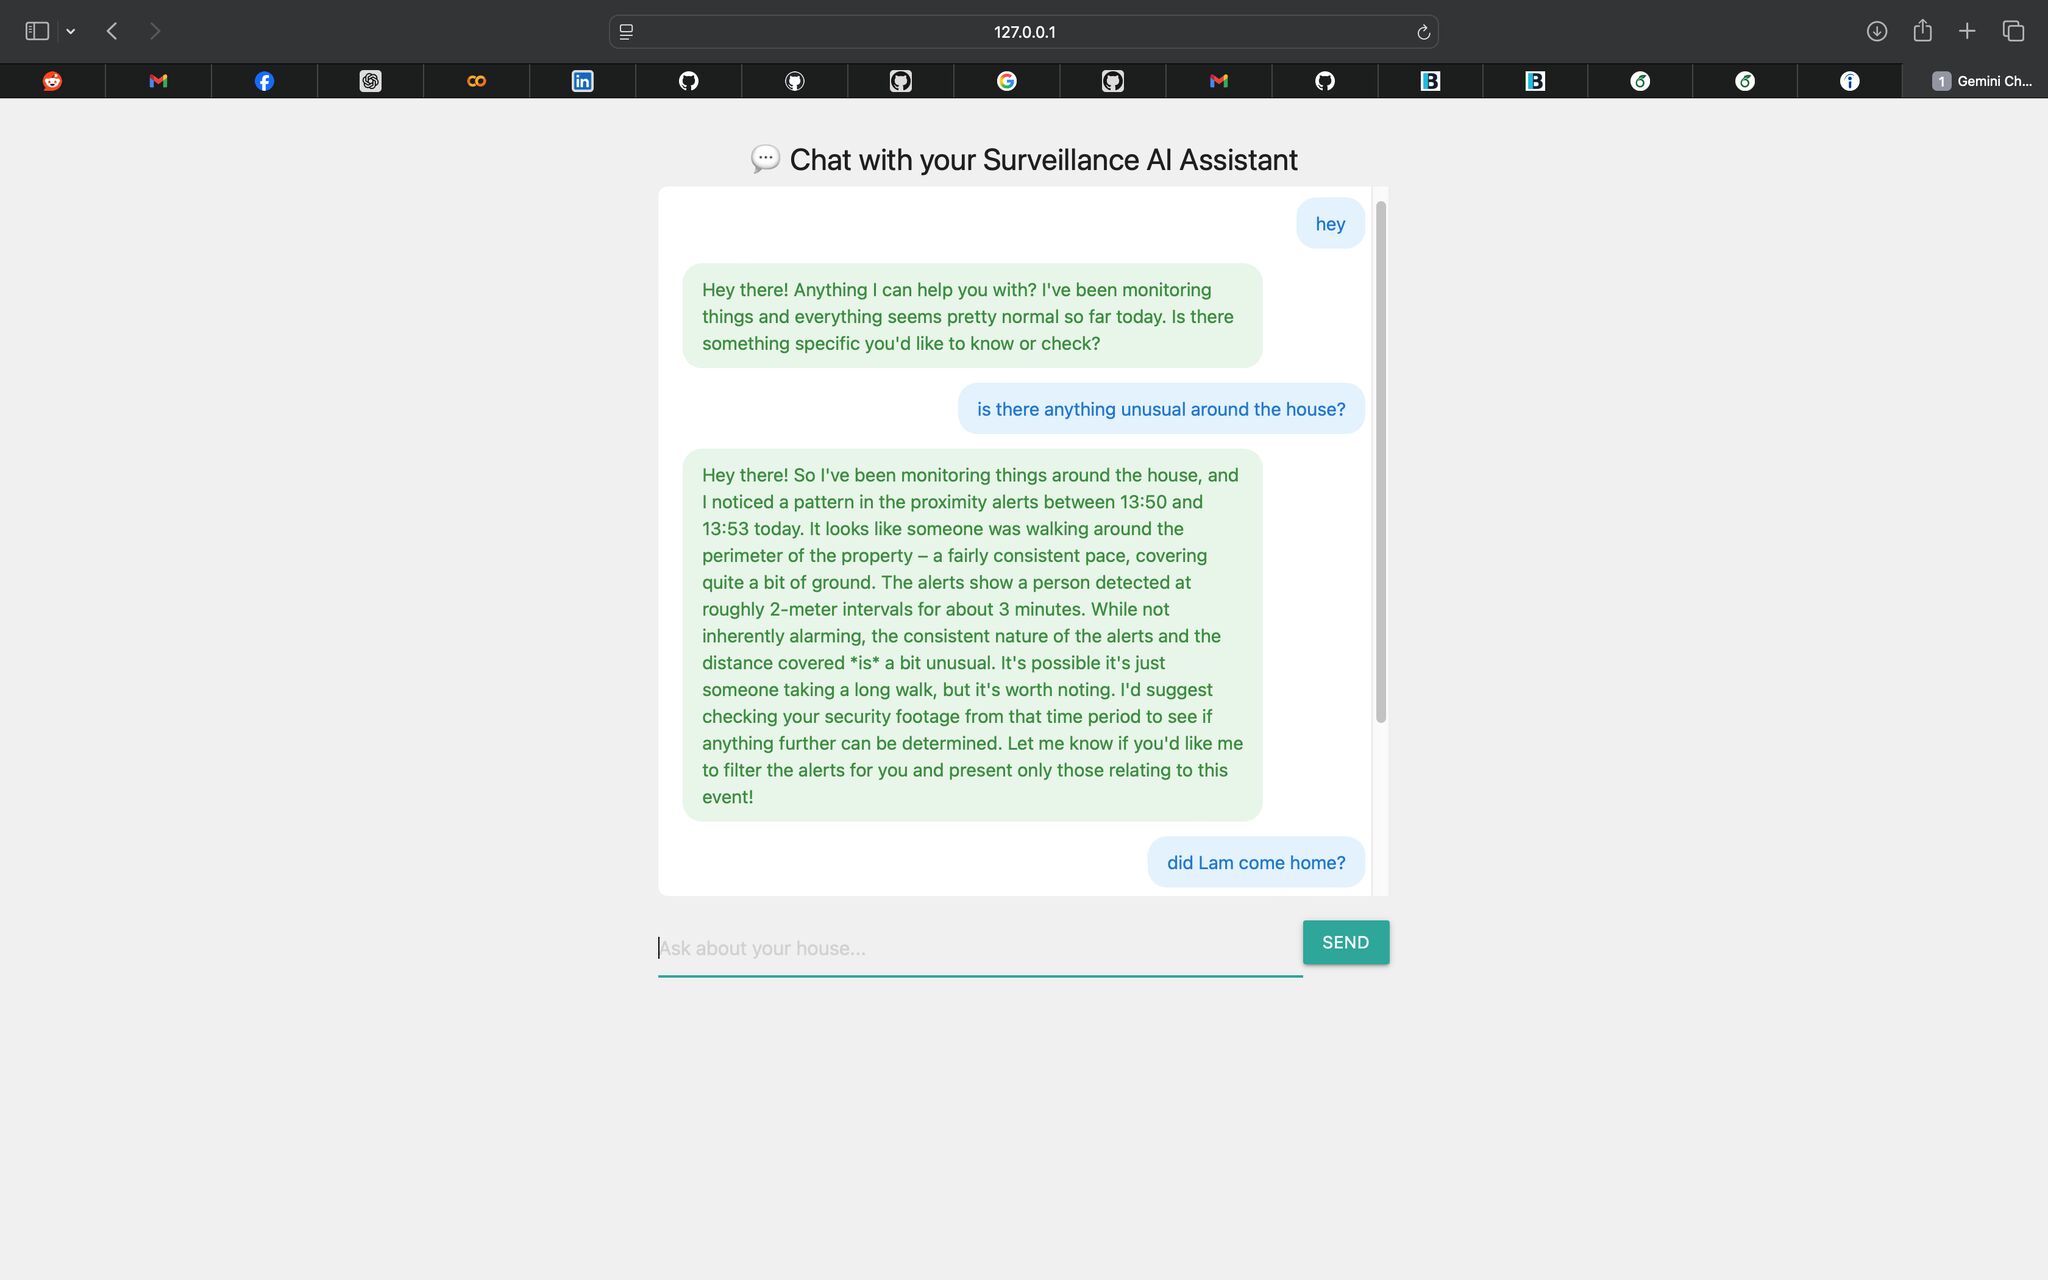 127.0.0.1
1 Gemini Ch...
Chat with your Surveillance AI Assistant
hey
Hey there! Anything I can help you with? I've been monitoring
things and everything seems pretty normal so far today. Is there
something specific you'd like to know or check?
is there anything unusual around the house?
Hey there! So I've been monitoring things around the house, and
I noticed a pattern in the proximity alerts between 13:50 and
13:53 today. It looks like someone was walking around the
perimeter of the property – a fairly consistent pace, covering
quite a bit of ground. The alerts show a person detected at
roughly 2-meter intervals for about 3 minutes. While not
inherently alarming, the consistent nature of the alerts and the
distance covered *is* a bit unusual. It's possible it's just
someone taking a long walk, but it's worth noting. I'd suggest
checking your security footage from that time period to see if
anything further can be determined. Let me know if you'd like me
to filter the alerts for you and present only those relating to this
event!
did Lam come home?
Ask about your house...
SEND